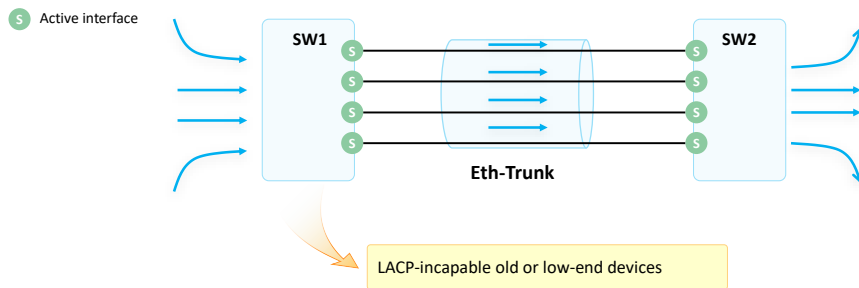 S Active interface
SW1
SW2
S S
S S
S S
S S
Eth-Trunk
LACP-incapable old or low-end devices